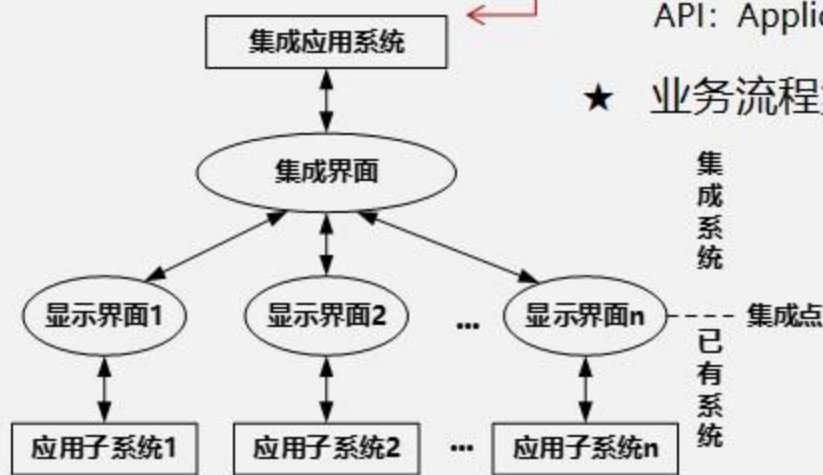 API: Applic
集成应用系统
★ 业务流程
集成界面
集成系统
显示界面1
显示界面2
...
显示界面n
集成点
已有系统
应用子系统1
应用子系统2
...
应用子系统n